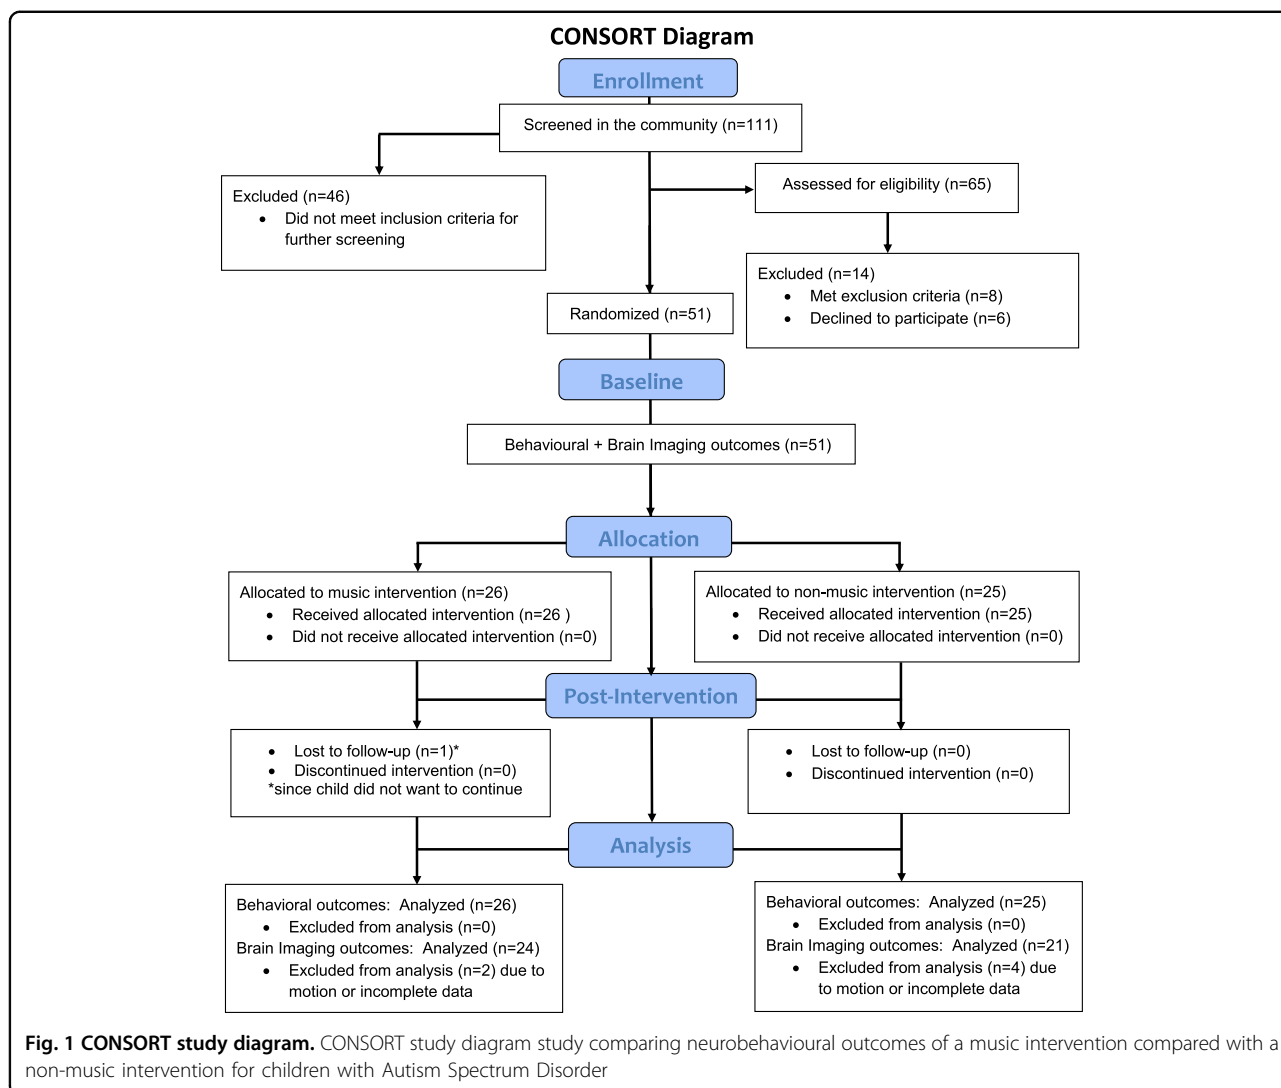 CONSORT Diagram
Enrollment
Screened in the community (n=111)
Excluded (n=46)
• Did not meet inclusion criteria for
further screening
Assessed for eligibility (n=65)
Excluded (n=14)
• Met exclusion criteria (n=8)
• Declined to participate (n=6)
Randomized (n=51)
Baseline
Behavioural + Brain Imaging outcomes (n=51)
Allocation
Allocated to music intervention (n=26)
• Received allocated intervention (n=26 )
• Did not receive allocated intervention (n=0)
Allocated to non-music intervention (n=25)
• Received allocated intervention (n=25)
• Did not receive allocated intervention (n=0)
Post-Intervention
• Lost to follow-up (n=1)*
• Discontinued intervention (n=0)
*since child did not want to continue
• Lost to follow-up (n=0)
• Discontinued intervention (n=0)
Analysis
Behavioral outcomes: Analyzed (n=26)
• Excluded from analysis (n=0)
Brain Imaging outcomes: Analyzed (n=24)
• Excluded from analysis (n=2) due to
motion or incomplete data
Behavioral outcomes: Analyzed (n=25)
• Excluded from analysis (n=0)
Brain Imaging outcomes: Analyzed (n=21)
• Excluded from analysis (n=4) due
to motion or incomplete data
Fig. 1 CONSORT study diagram. CONSORT study diagram study comparing neurobehavioural outcomes of a music intervention compared with a
non-music intervention for children with Autism Spectrum Disorder